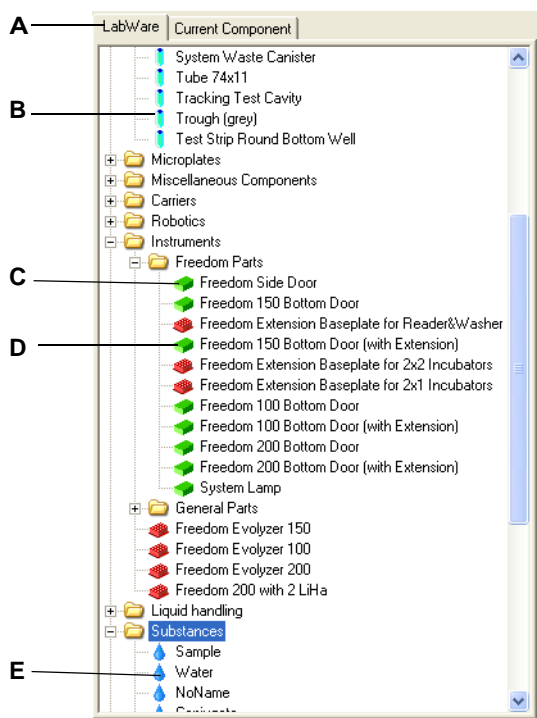 A
LabWare Current Component
System Waste Canister
Tube 74x11
Tracking Test Cavity
B
Trough (grey)
Test Strip Round Bottom Well
Microplates
Miscellaneous Components
Carriers
Robotics
Instruments
Freedom Parts
C
Freedom Side Door
Freedom 150 Bottom Door
Freedom Extension Baseplate for Reader&Washer
D
Freedom 150 Bottom Door (with Extension)
Freedom Extension Baseplate for 2x2 Incubators
Freedom Extension Baseplate for 2x1 Incubators
Freedom 100 Bottom Door
Freedom 100 Bottom Door (with Extension)
Freedom 200 Bottom Door
Freedom 200 Bottom Door (with Extension)
System Lamp
General Parts
Freedom Evolyzer 150
Freedom Evolyzer 100
Freedom Evolyzer 200
Freedom 200 with 2 LiHa
Liquid handling
Substances
Sample
E
Water
NoName